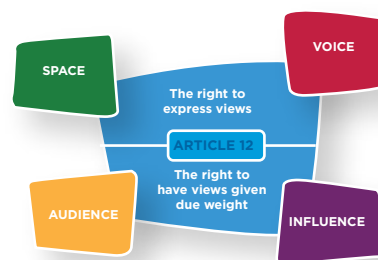 SPACE
VOICE
The right to
express views
ARTICLE 12
The right to
have views given
due weight
AUDIENCE
INFLUENCE